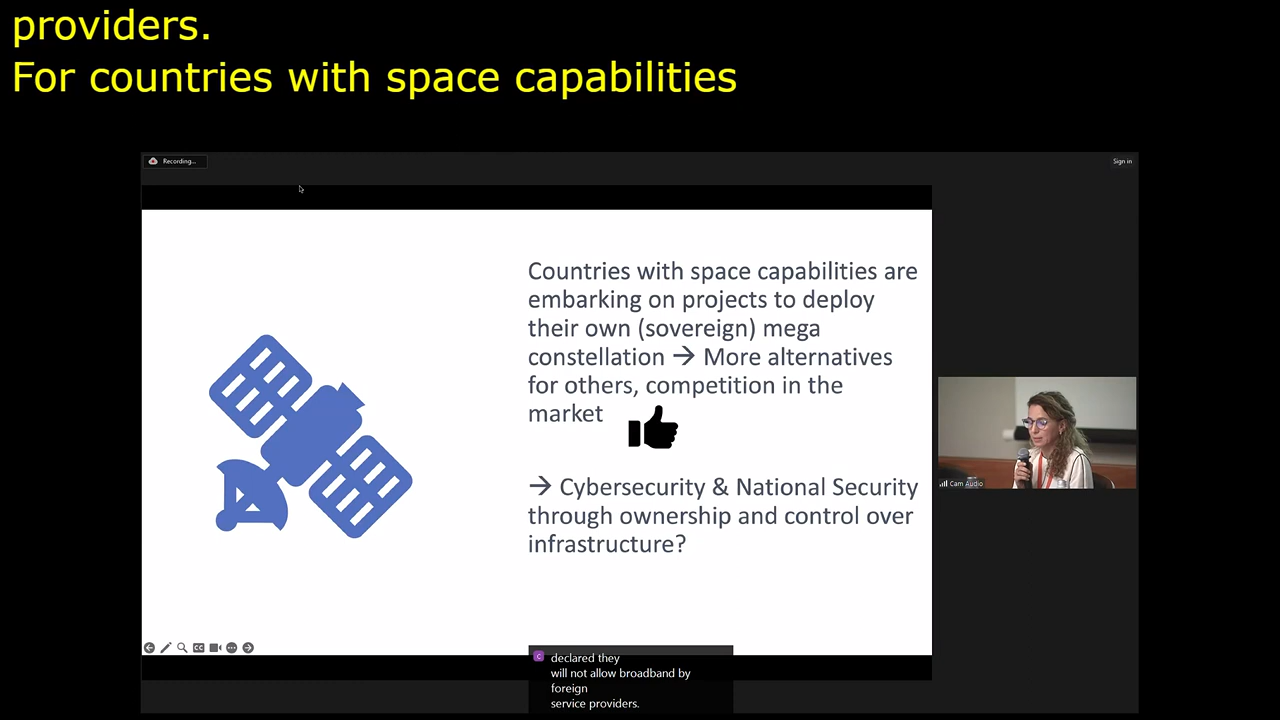 providers.
For countries with space capabilities
Recording...
Sign in
Countries with space capabilities are
embarking on projects to deploy
their own (sovereign) mega
constellation → More alternatives
for others, competition in the
market
→ Cybersecurity & National Security
through ownership and control over
infrastructure?
Cam Audio
CC
C
declared they
will not allow broadband by
foreign
service providers.